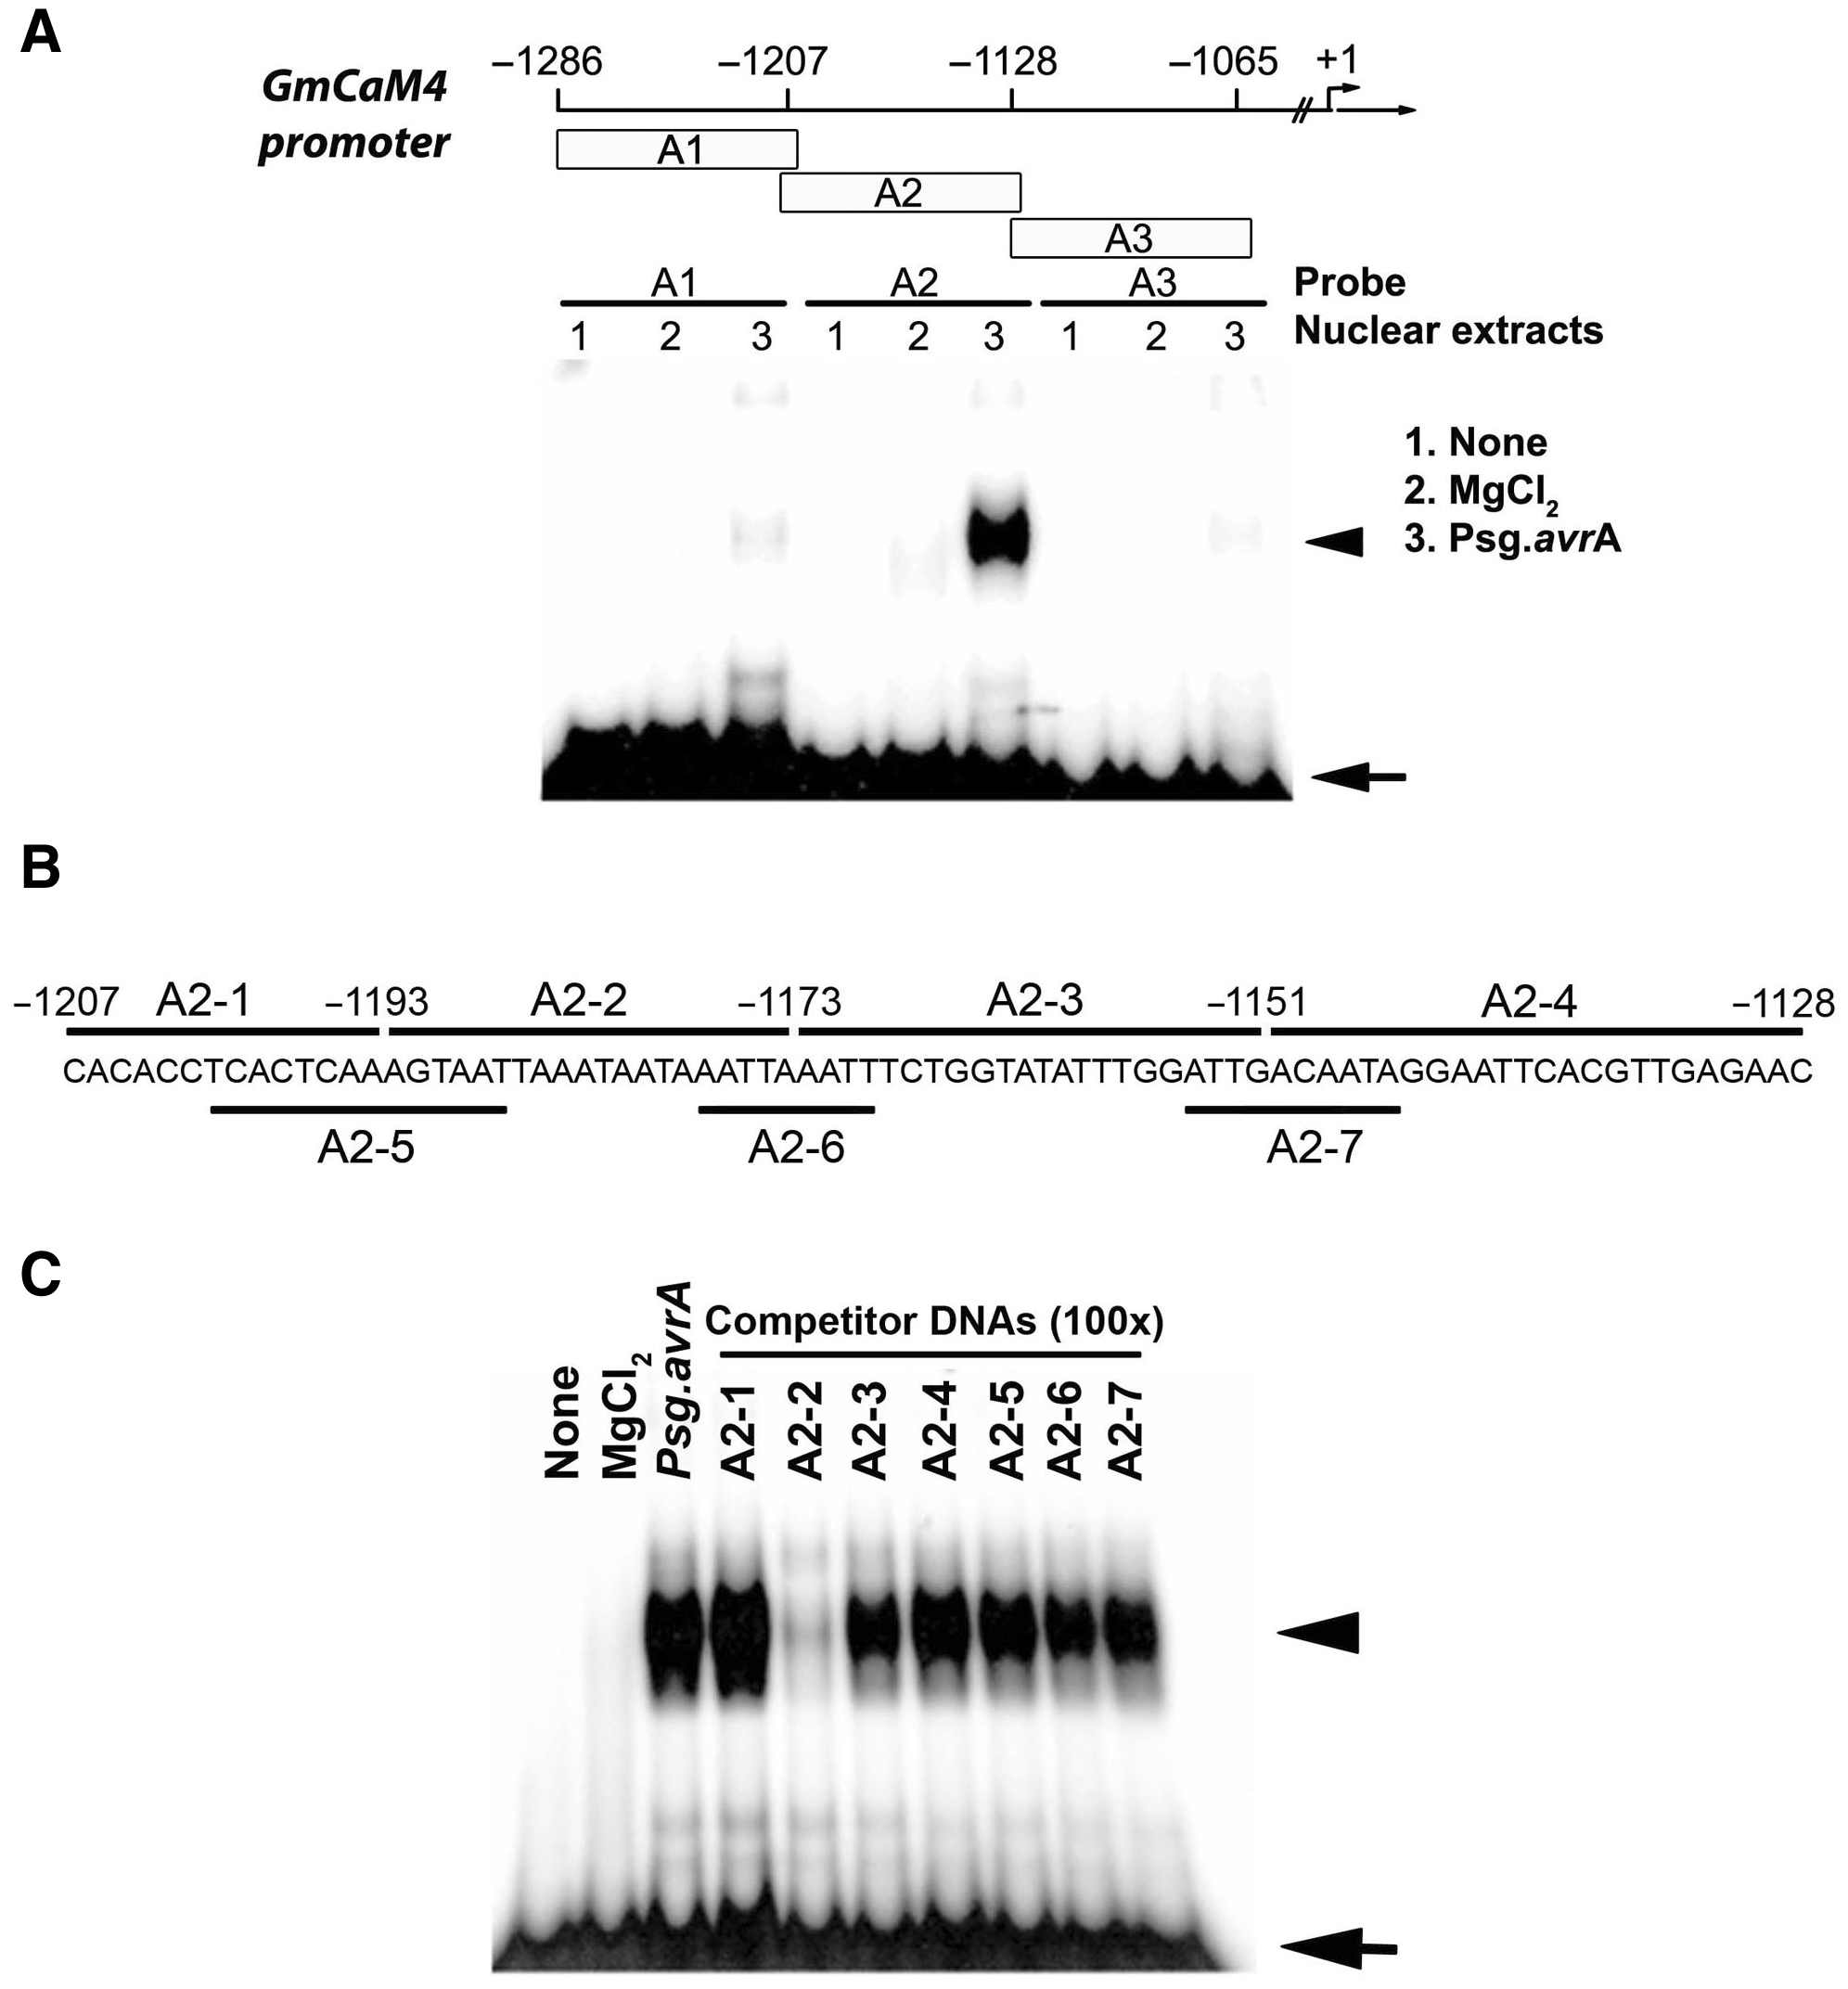 A
−1286 −1207 −1128 −1065 +1
GmCaM4
promoter
A1
A2
A3
A1 A2 A3 Probe
1 2 3 1 2 3 1 2 3 Nuclear extracts
1. None
2. MgCl2
3. Psg.avrA
B
−1207 A2-1 −1193 A2-2 −1173 A2-3 −1151 A2-4 −1128
CACACCTCACTCAAAGTAATTAAATAATAAATTAAATTTCTGGTATATTTGGATTGACAATAGGAATTCACGTTGAGAAC
A2-5 A2-6 A2-7
C
Competitor DNAs (100x)
None MgCl2 Psg.avrA A2-1 A2-2 A2-3 A2-4 A2-5 A2-6 A2-7